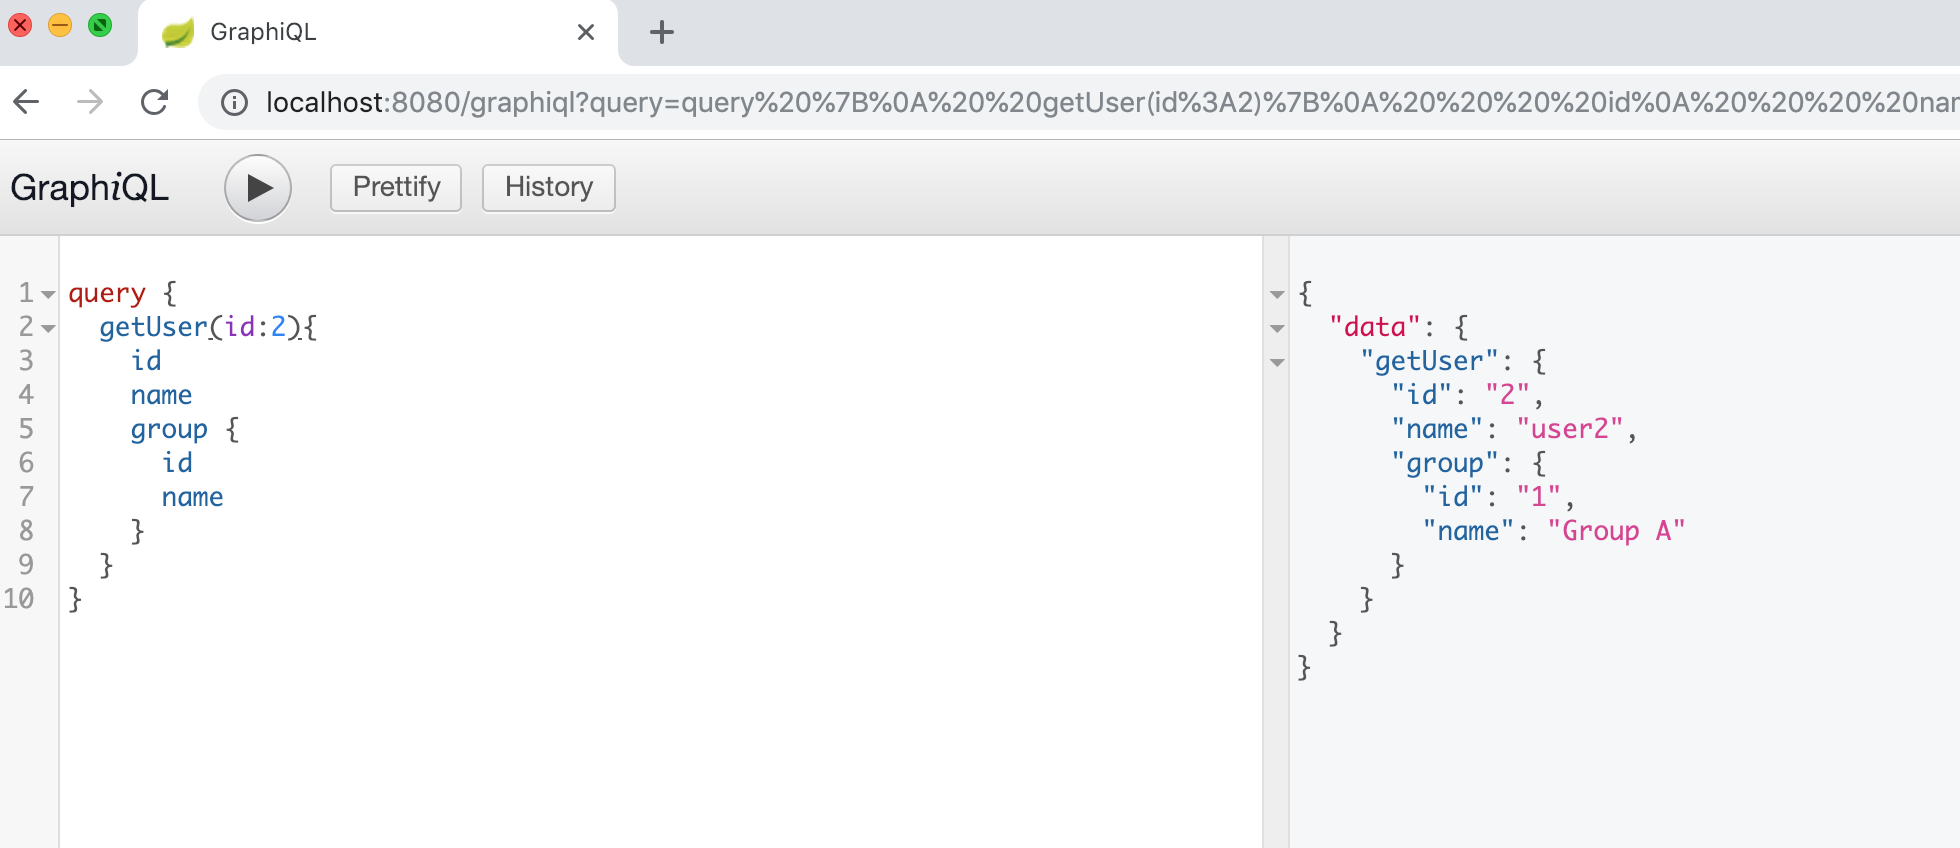 GraphiQL
localhost:8080/graphiql?query=query%20%7B%0A%20%20getUser(id%3A2)%7B%0A%20%20%20%20id%0A%20%20%20%20nar
GraphiQL
Prettify
History
1 query {
2   getUser(id:2){
3     id
4     name
5     group {
6       id
7       name
8     }
9   }
10 }
{
  "data": {
    "getUser": {
      "id": "2",
      "name": "user2",
      "group": {
        "id": "1",
        "name": "Group A"
      }
    }
  }
}